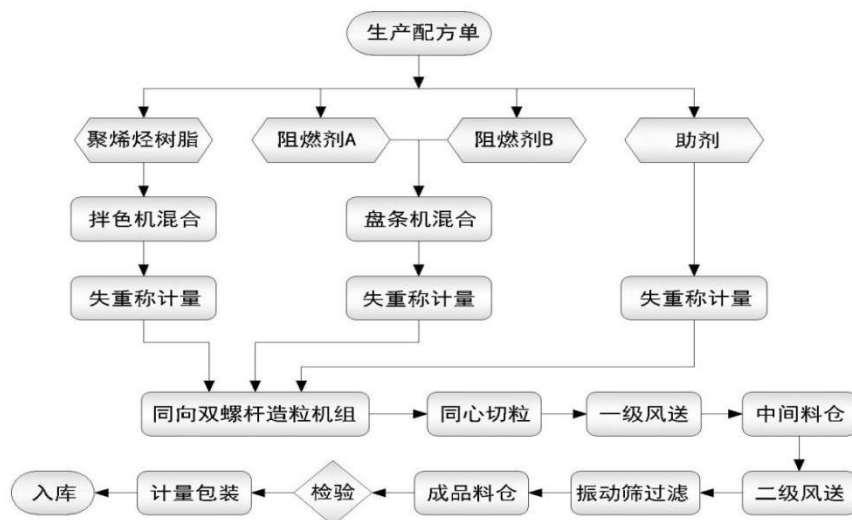 生产配方单
聚烯烃树脂
阻燃剂A
阻燃剂B
助剂
拌色机混合
盘条机混合
失重称计量
失重称计量
失重称计量
同向双螺杆造粒机组
同心切粒
一级风送
中间料仓
入库
计量包装
检验
成品料仓
振动筛过滤
二级风送